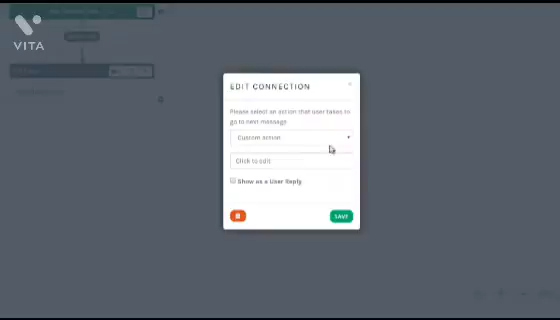 VITA
EDIT CONNECTION
×
Please select an action that user takes to
go to next message
Custom action
Click to edit
Show as a User Reply
SAVE